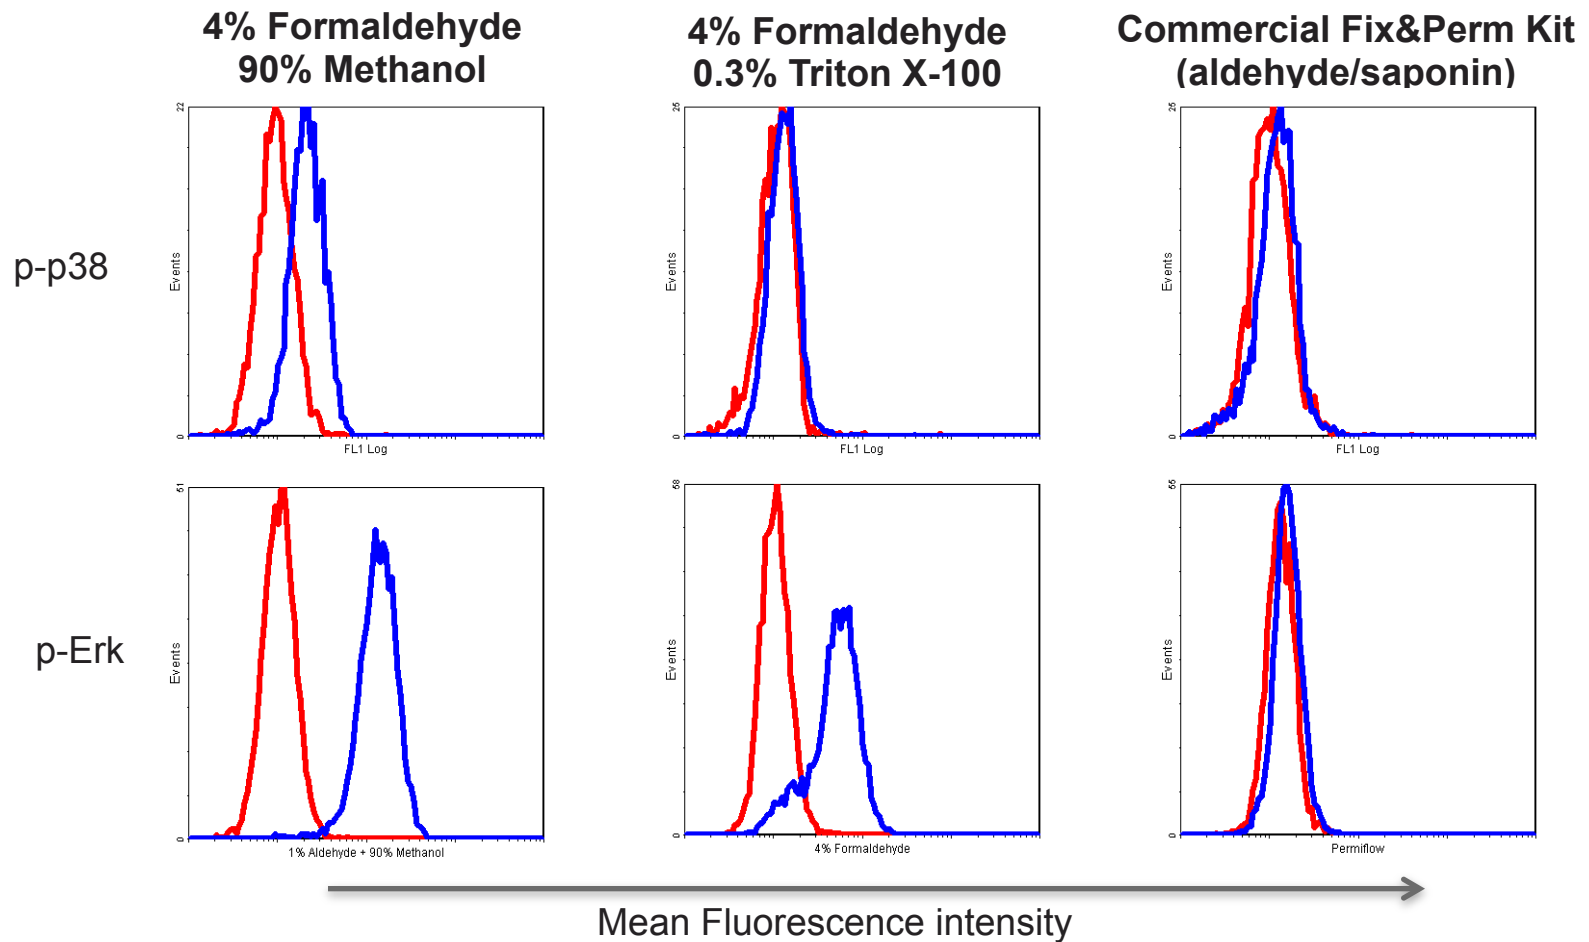 4% Formaldehyde
90% Methanol
4% Formaldehyde
0.3% Triton X-100
Commercial Fix&Perm Kit
(aldehyde/saponin)
p-p38
22
Events
0
FL1 Log
25
Events
0
FL1 Log
25
Events
0
FL1 Log
p-Erk
51
Events
0
1% Aldehyde + 90% Methanol
68
Events
0
4% Formaldehyde
Events
0
Permiflow
Mean Fluorescence intensity